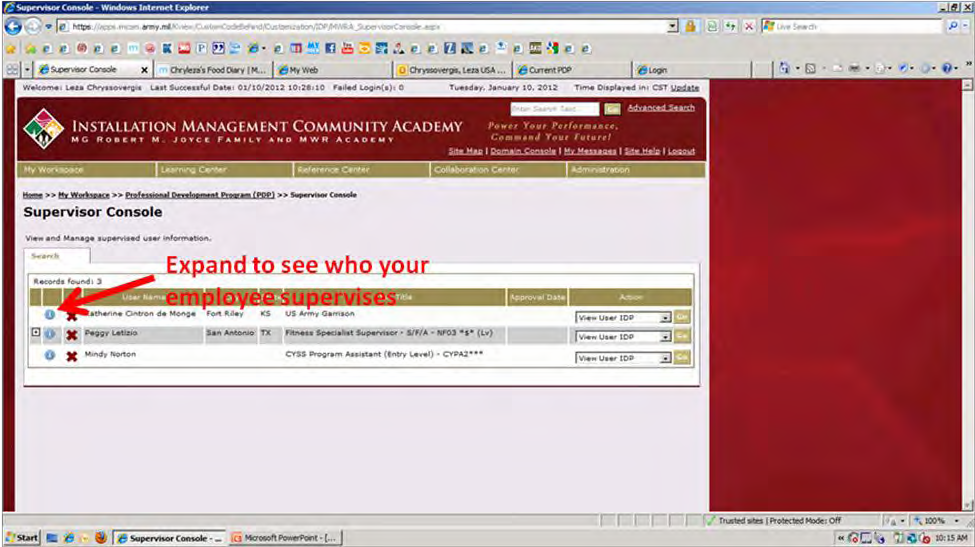 Supervisor Console - Windows Internet Explorer
https://apps.imcom.army.mil/Kview/CustomCodeBehind/Customization/IDP/MWRA_SupervisorConsole.aspx
Live Search
Supervisor Console
Chryleza's Food Diary | M...
My Web
Chryssovergis, Leza USA ...
Current PDP
Login
Welcome: Leza Chryssovergis Last Successful Date: 01/10/2012 10:28:10 Failed Login(s): 0 Tuesday, January 10, 2012 Time Displayed in: CST Update
Enter Search Text Go Advanced Search
INSTALLATION MANAGEMENT COMMUNITY ACADEMY
MG ROBERT M. JOYCE FAMILY AND MWR ACADEMY
Power Your Performance,
Command Your Future!
Site Map | Domain Console | My Messages | Site Help | Logout
My Workspace Learning Center Reference Center Collaboration Center Administration
Home >> My Workspace >> Professional Development Program (PDP) >> Supervisor Console
Supervisor Console
View and Manage supervised user information.
Search
Expand to see who your
employee supervises
Records found: 3
User Name Title Approval Date Action
Katherine Cintron de Monge Fort Riley KS US Army Garrison View User IDP Go
Peggy Letizio San Antonio TX Fitness Specialist Supervisor - S/F/A - NF03 *$* (Lv) View User IDP Go
Mindy Norton CYSS Program Assistant (Entry Level) - CYPA2*** View User IDP Go
Trusted sites | Protected Mode: Off 100%
Start Supervisor Console - ... Microsoft PowerPoint - [... 10:15 AM